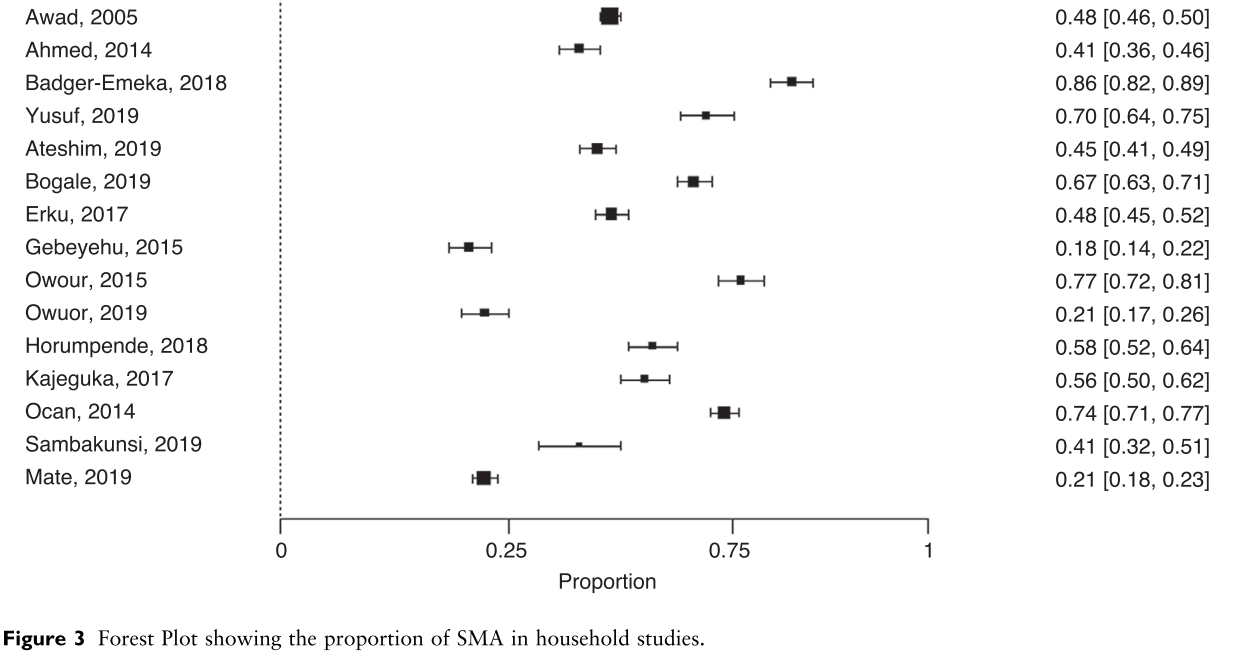 Awad, 2005 0.48 [0.46, 0.50]
Ahmed, 2014 0.41 [0.36, 0.46]
Badger-Emeka, 2018 0.86 [0.82, 0.89]
Yusuf, 2019 0.70 [0.64, 0.75]
Ateshim, 2019 0.45 [0.41, 0.49]
Bogale, 2019 0.67 [0.63, 0.71]
Erku, 2017 0.48 [0.45, 0.52]
Gebeyehu, 2015 0.18 [0.14, 0.22]
Owour, 2015 0.77 [0.72, 0.81]
Owuor, 2019 0.21 [0.17, 0.26]
Horumpende, 2018 0.58 [0.52, 0.64]
Kajeguka, 2017 0.56 [0.50, 0.62]
Ocan, 2014 0.74 [0.71, 0.77]
Sambakunsi, 2019 0.41 [0.32, 0.51]
Mate, 2019 0.21 [0.18, 0.23]
0 0.25 0.75 1
Proportion
Figure 3 Forest Plot showing the proportion of SMA in household studies.